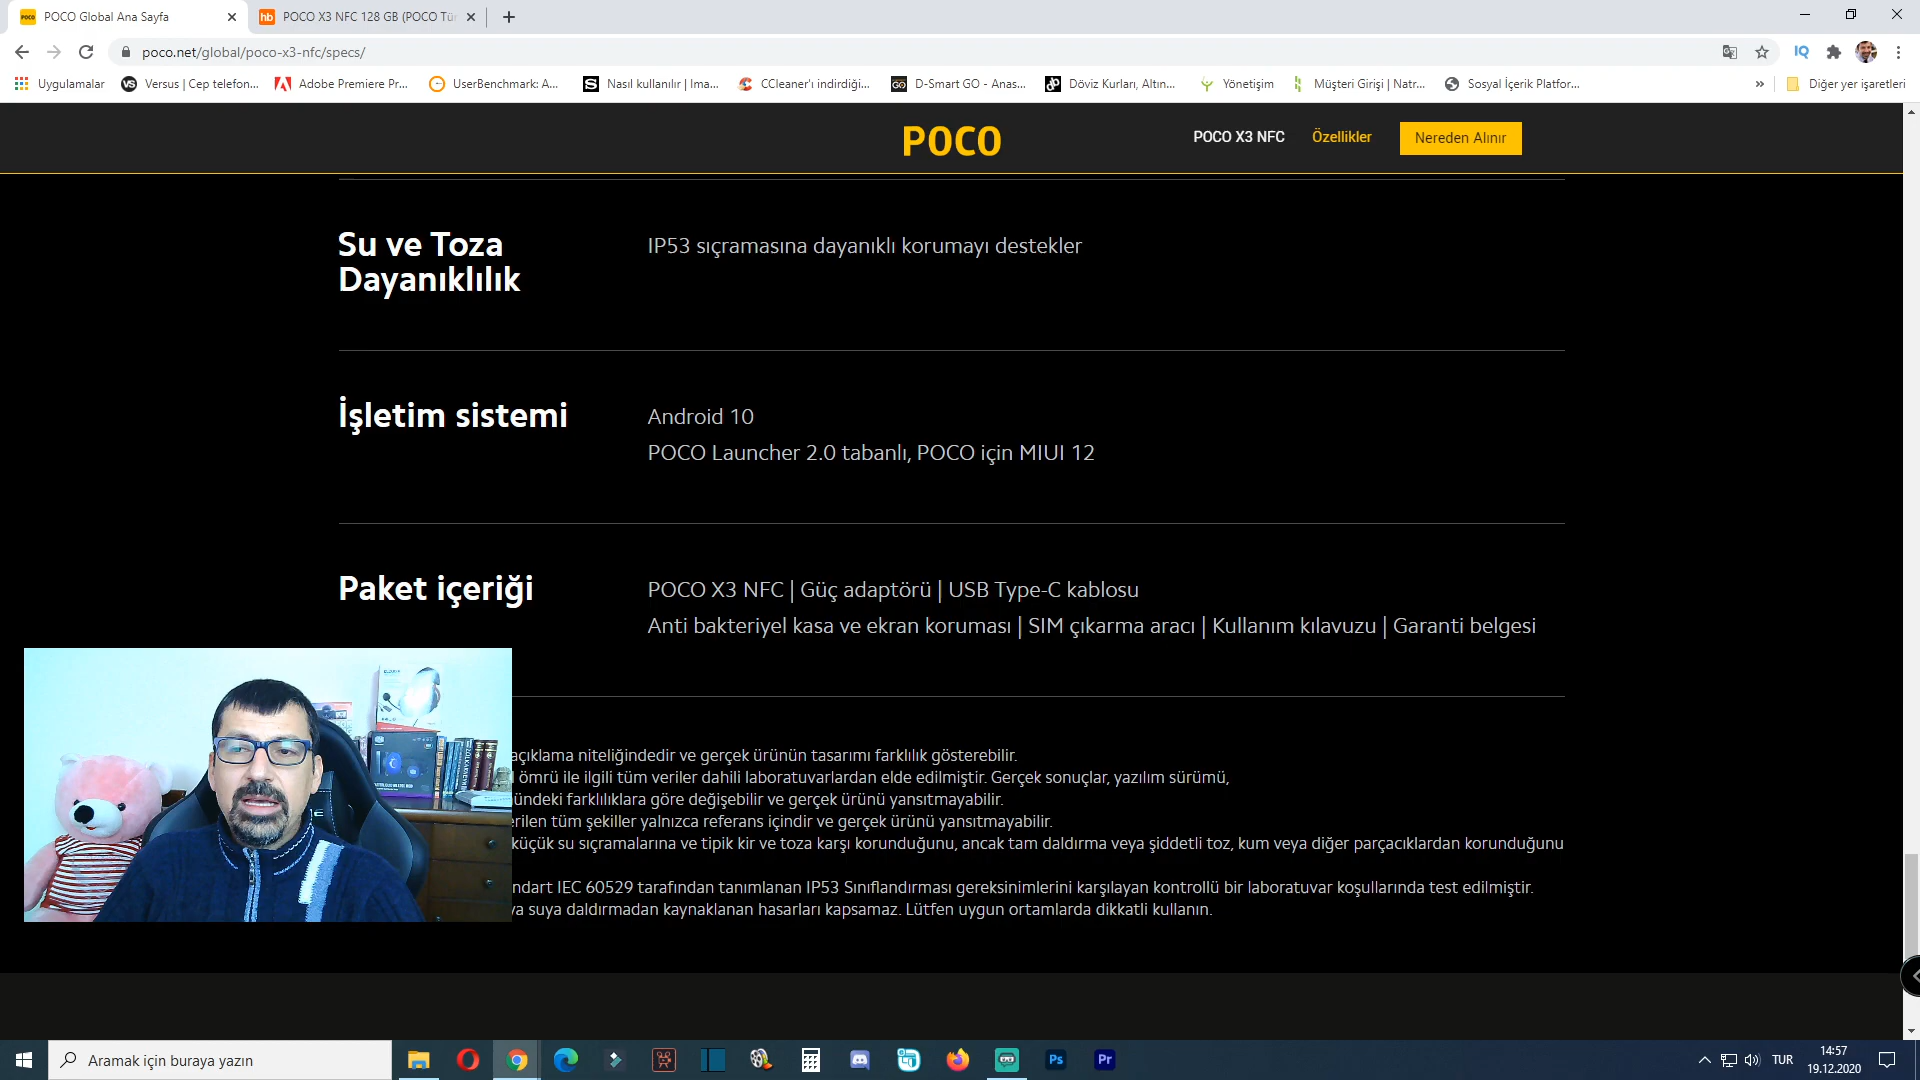 POCO Global Ana Sayfa
hb POCO X3 NFC 128 GB (POCO Tür
poco.net/global/poco-x3-nfc/specs/
IQ
Uygulamalar
VS Versus | Cep telefon...
Adobe Premiere Pr...
UserBenchmark: A...
S Nasıl kullanılır | Ima...
CCleaner'ı indirdiği...
GO D-Smart GO - Anas...
Döviz Kurları, Altın...
Yönetişim
Müşteri Girişi | Natr...
Sosyal İçerik Platfor...
»
Diğer yer işaretleri
POCO
POCO X3 NFC
Özellikler
Nereden Alınır
Su ve Toza
Dayanıklılık
IP53 sıçramasına dayanıklı korumayı destekler
İşletim sistemi
Android 10
POCO Launcher 2.0 tabanlı, POCO için MIUI 12
Paket içeriği
POCO X3 NFC | Güç adaptörü | USB Type-C kablosu
Anti bakteriyel kasa ve ekran koruması | SIM çıkarma aracı | Kullanım kılavuzu | Garanti belgesi
açıklama niteliğindedir ve gerçek ürünün tasarımı farklılık gösterebilir.
ömrü ile ilgili tüm veriler dahili laboratuvarlardan elde edilmiştir. Gerçek sonuçlar, yazılım sürümü,
ündeki farklılıklara göre değişebilir ve gerçek ürünü yansıtmayabilir.
erilen tüm şekiller yalnızca referans içindir ve gerçek ürünü yansıtmayabilir.
küçük su sıçramalarına ve tipik kir ve toza karşı korunduğunu, ancak tam daldırma veya şiddetli toz, kum veya diğer parçacıklardan korunduğunu
ndart IEC 60529 tarafından tanımlanan IP53 Sınıflandırması gereksinimlerini karşılayan kontrollü bir laboratuvar koşullarında test edilmiştir.
ya suya daldırmadan kaynaklanan hasarları kapsamaz. Lütfen uygun ortamlarda dikkatli kullanın.
Aramak için buraya yazın
Ps
Pr
TUR
14:57
19.12.2020